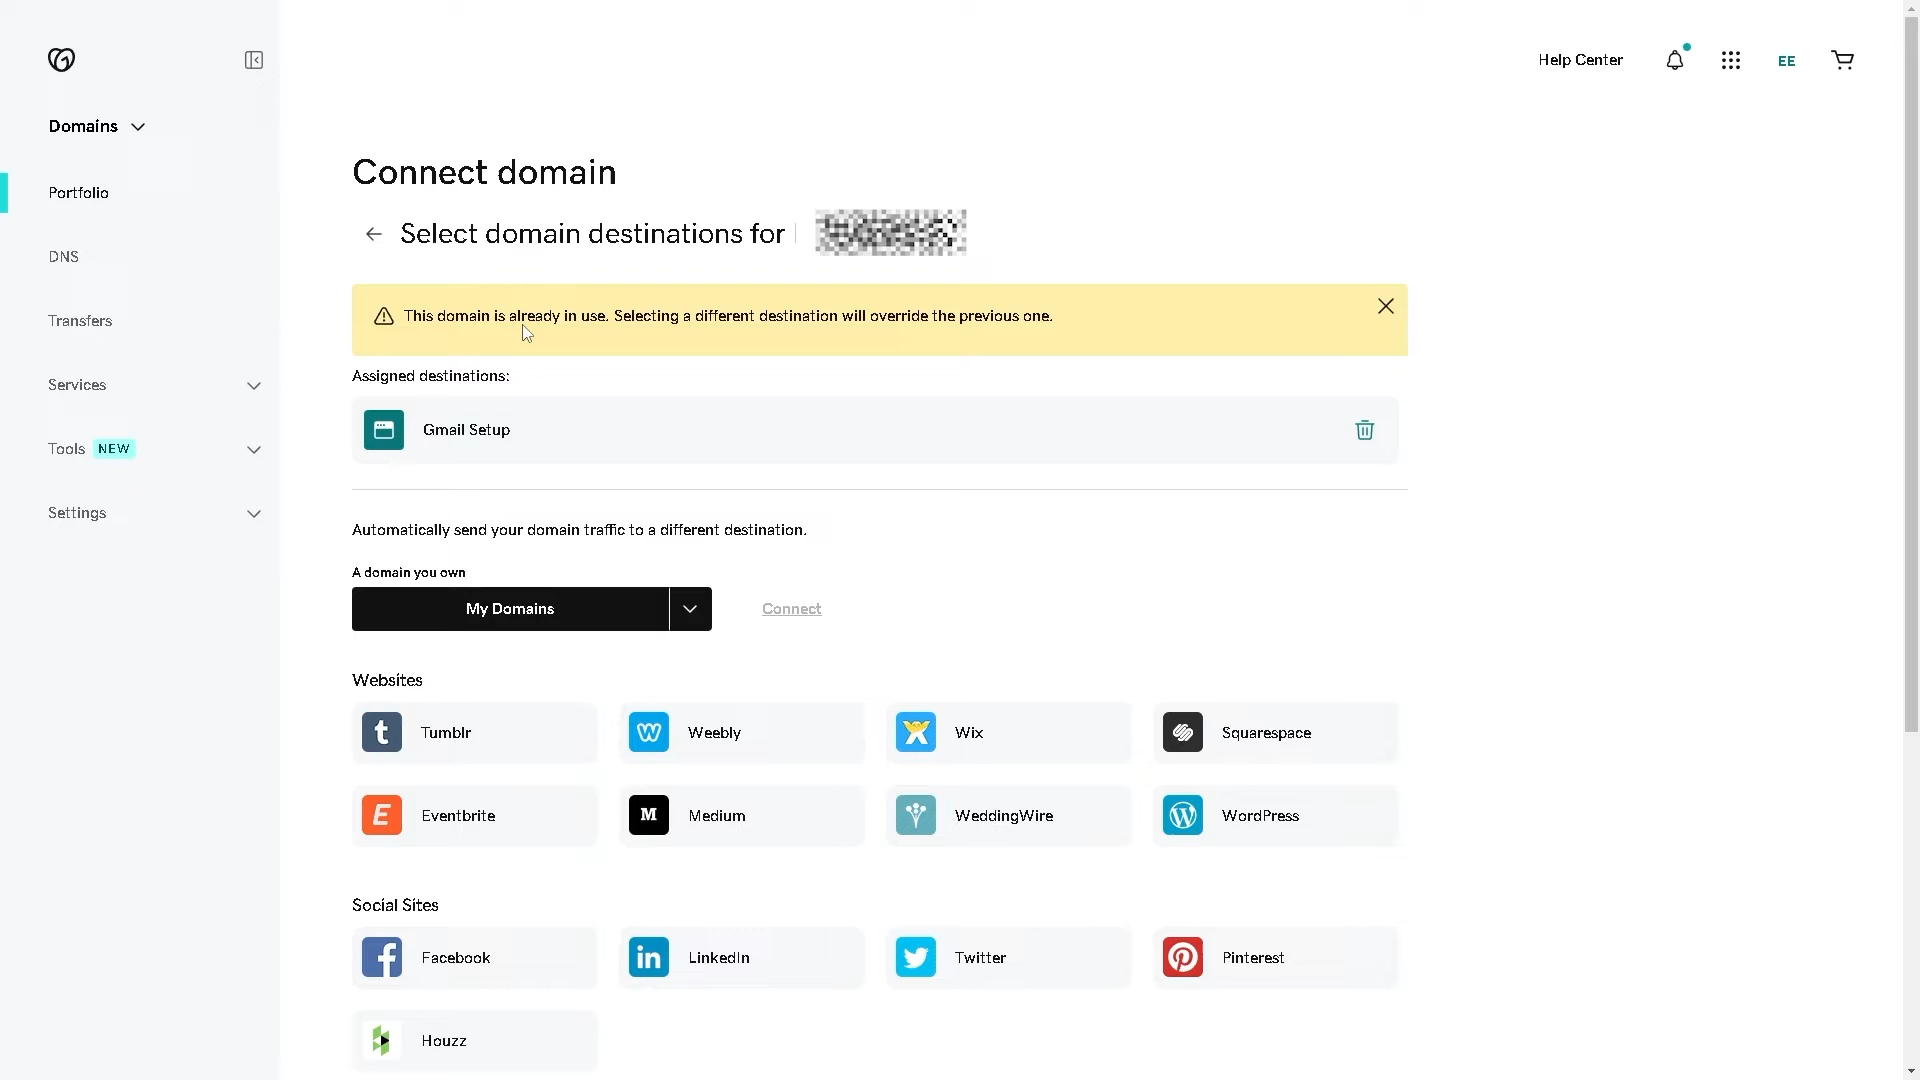 Help Center
EE
Domains
Portfolio
DNS
Transfers
Services
Tools NEW
Settings
Connect domain
Select domain destinations for
This domain is already in use. Selecting a different destination will override the previous one.
Assigned destinations:
Gmail Setup
Automatically send your domain traffic to a different destination.
A domain you own
My Domains
Connect
Websites
t Tumblr
Weebly
Wix
Squarespace
E Eventbrite
M Medium
WeddingWire
WordPress
Social Sites
f Facebook
in LinkedIn
Twitter
Pinterest
Houzz